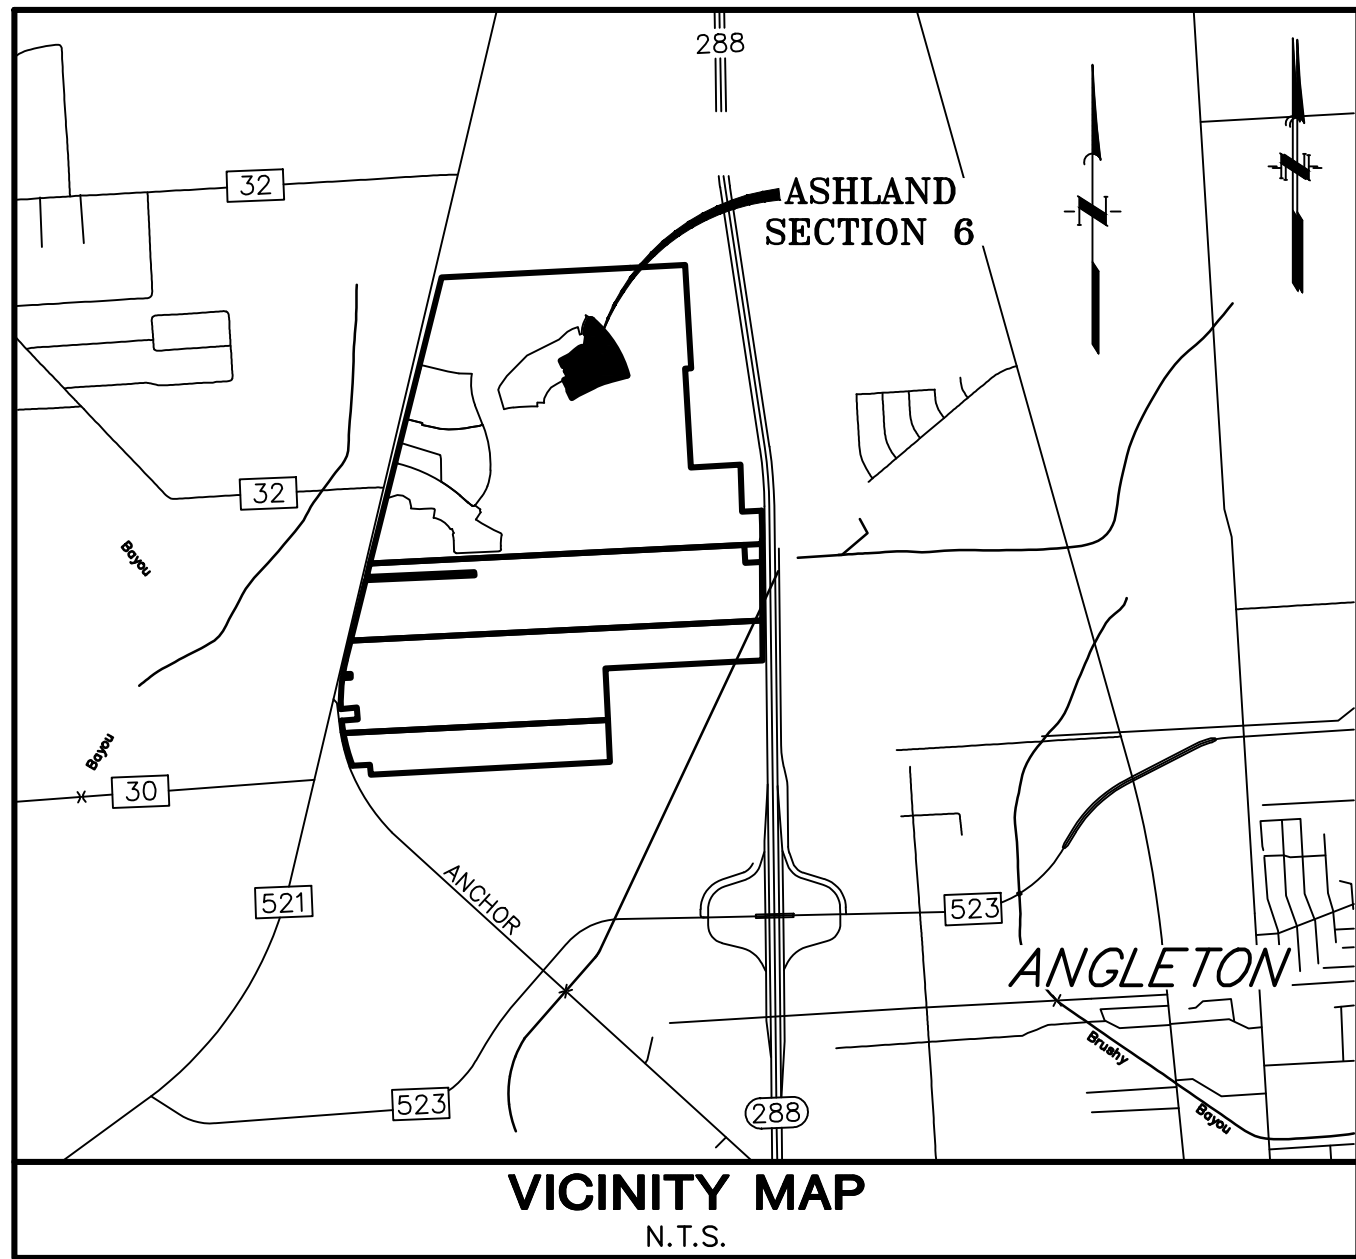 288
ASHLAND
SECTION 6
N
N
32
32
Bayou
Bayou
30
521
ANCHOR
523
ANGLETON
Brushy
Bayou
523
288
VICINITY MAP
N.T.S.